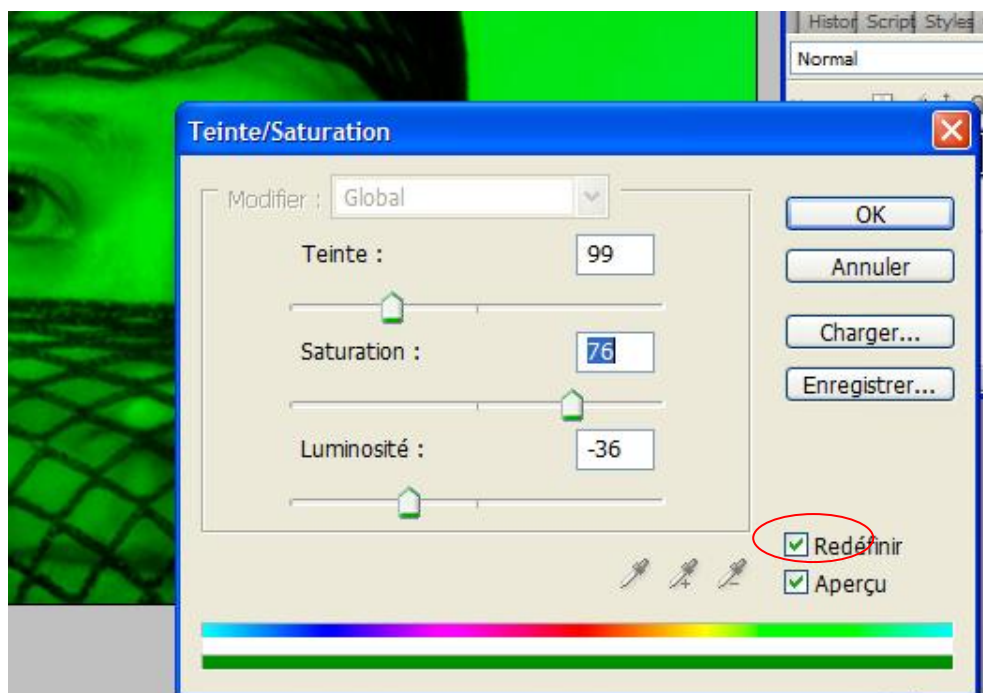 Histor Script Styles
Normal
Teinte/Saturation
Modifier : Global
OK
Teinte : 99
Annuler
Saturation : 76
Charger...
Enregistrer...
Luminosité : -36
Redéfinir
Aperçu